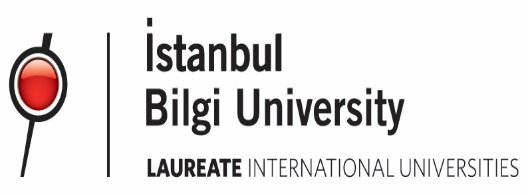 İstanbul
Bilgi University
LAUREATE INTERNATIONAL UNIVERSITIES